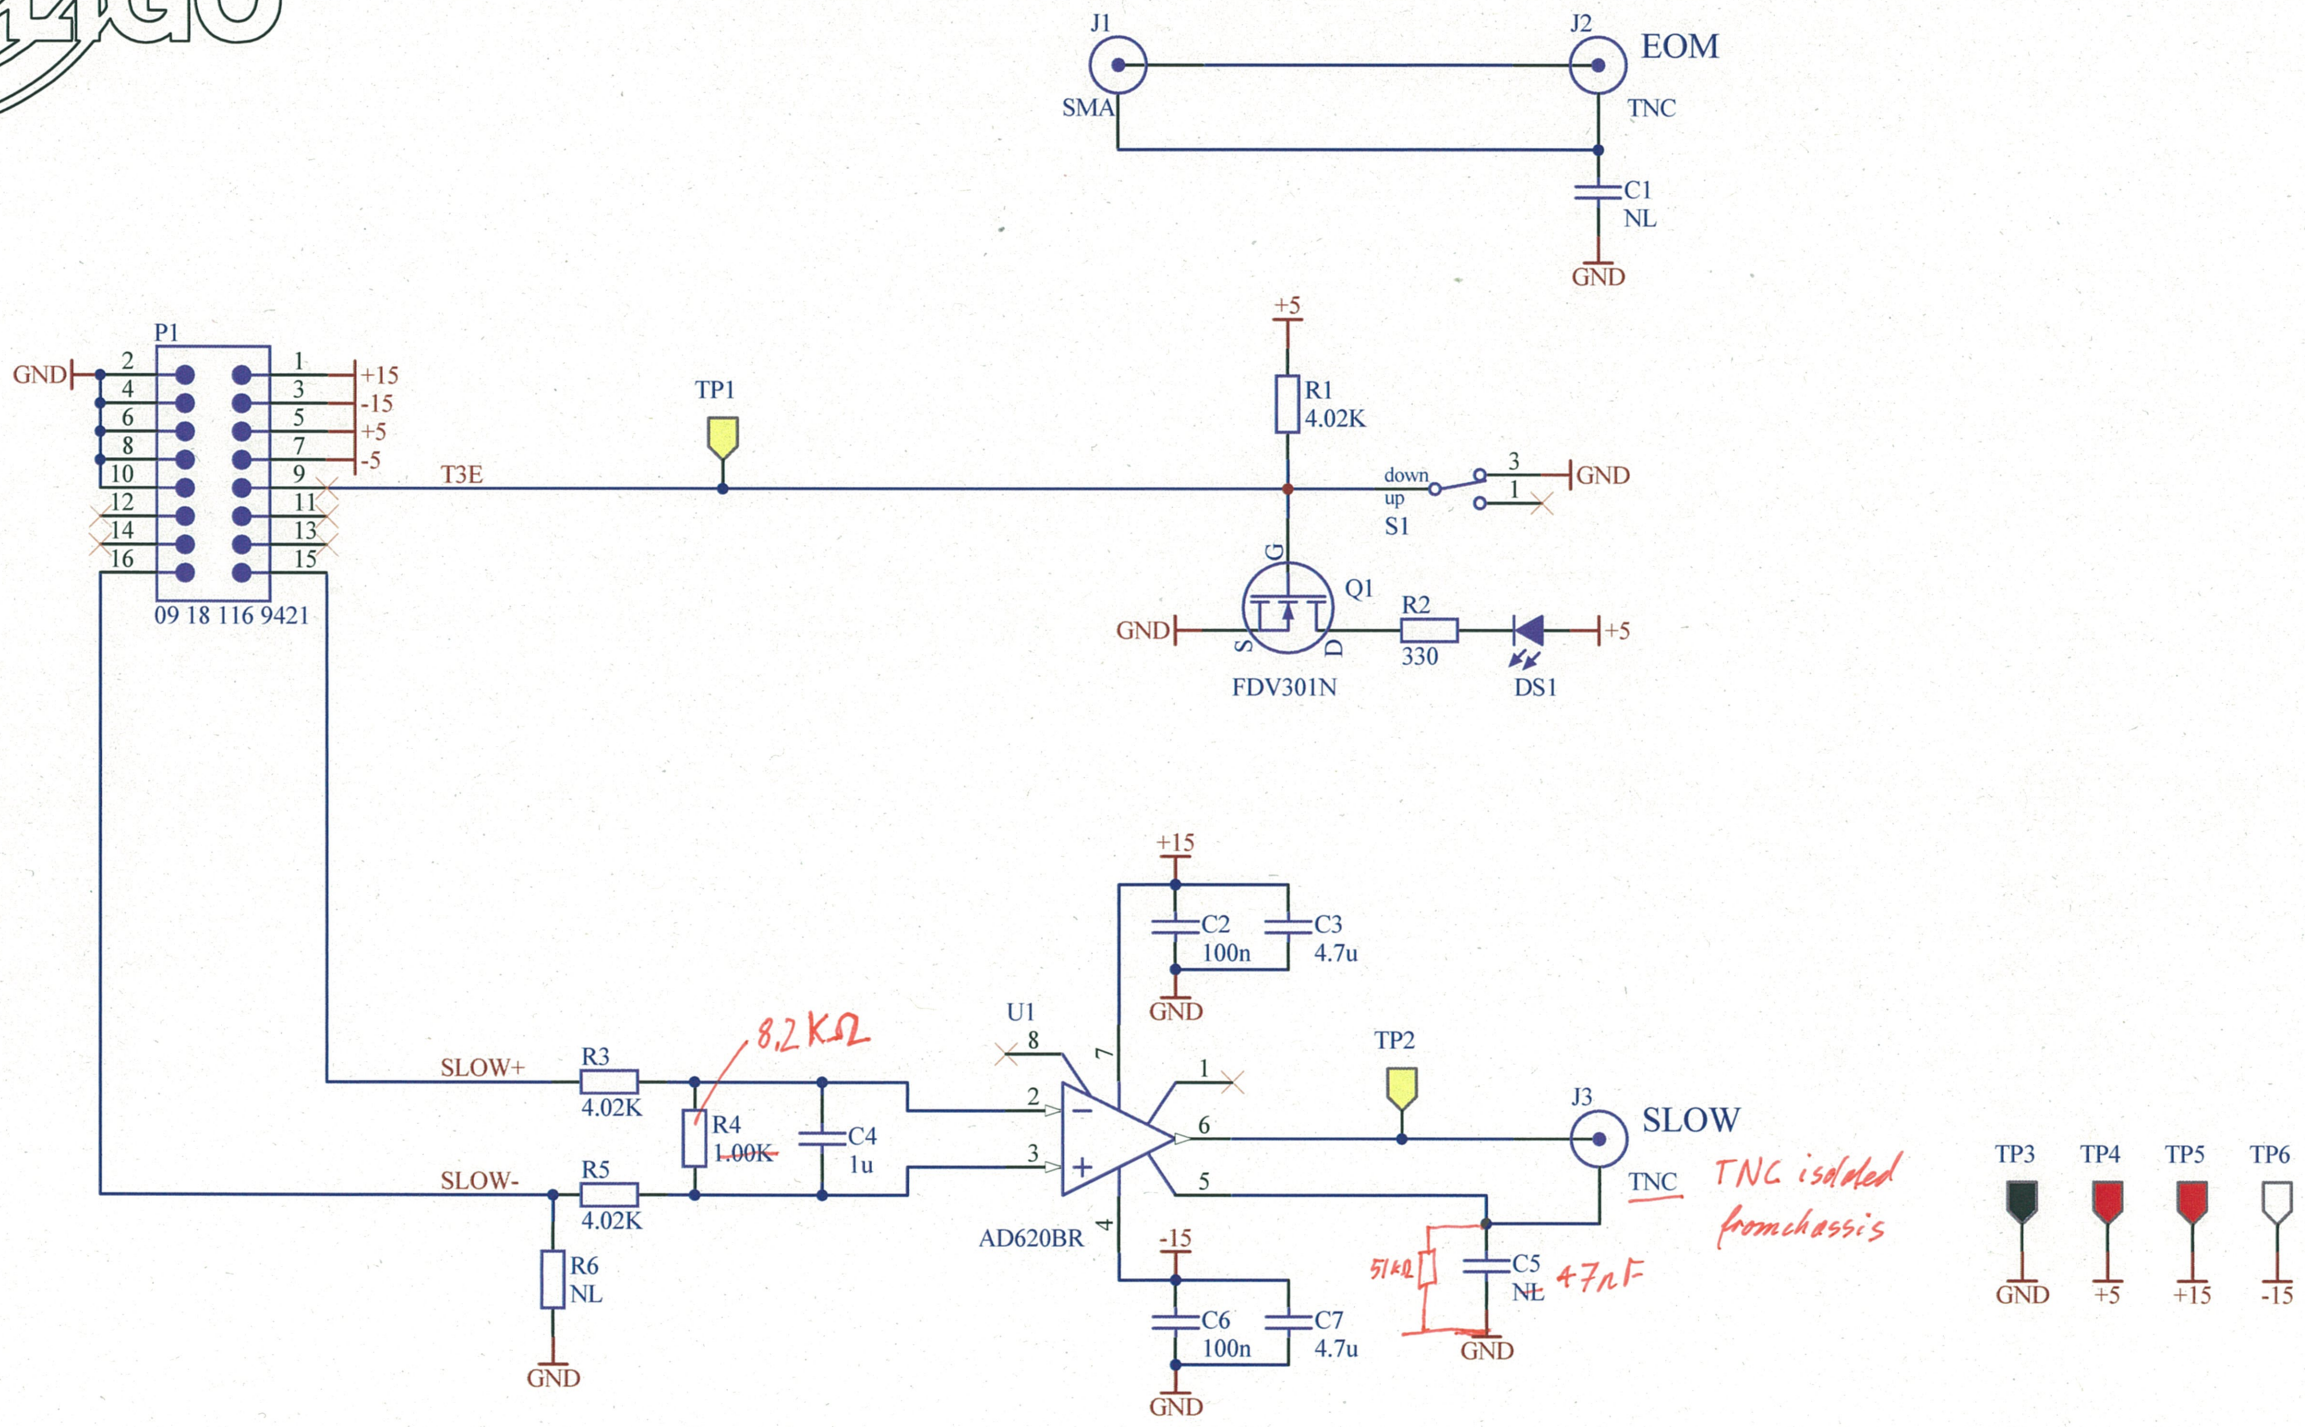 J1
J2
EOM
SMA
TNC
C1
NL
GND
+5
P1
GND
2
1
+15
4
3
-15
6
5
+5
8
7
-5
10
9
T3E
12
11
14
13
16
15
09 18 116 9421
TP1
R1
4.02K
down
up
S1
3
GND
1
G
Q1
GND
S
D
R2
330
+5
FDV301N
DS1
+15
C2
100n
C3
4.7u
GND
8,2 KΩ
U1
8
7
TP2
SLOW+
R3
4.02K
2
1
J3
SLOW
R4
1.00K
C4
1u
6
3
SLOW-
R5
4.02K
5
TNC
TNC isolated
from chassis
4
AD620BR
-15
R6
NL
GND
51kΩ
C5
NL
47nF
GND
C6
100n
C7
4.7u
GND
TP3
TP4
TP5
TP6
GND
+5
+15
-15